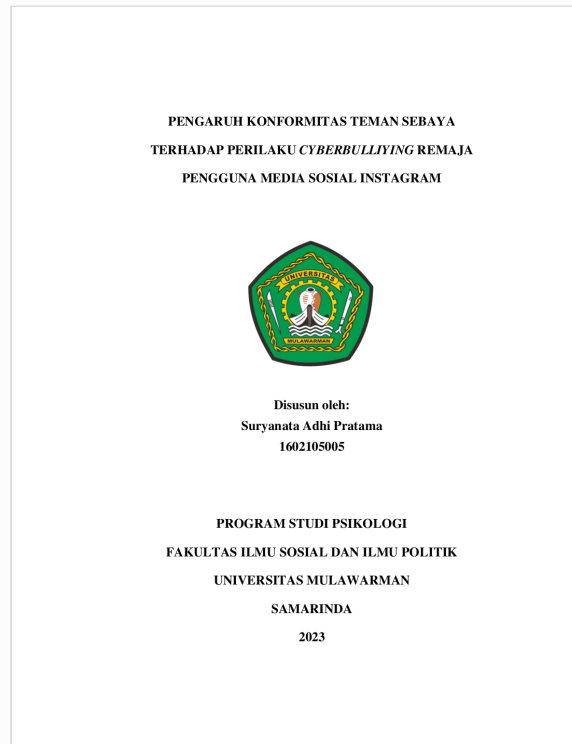 PENGARUH KONFORMITAS TEMAN SEBAYA
TERHADAP PERILAKU CYBERBULLIYING REMAJA
PENGGUNA MEDIA SOSIAL INSTAGRAM
UNIVERSITAS
MULAWARMAN
Disusun oleh:
Suryanata Adhi Pratama
1602105005
PROGRAM STUDI PSIKOLOGI
FAKULTAS ILMU SOSIAL DAN ILMU POLITIK
UNIVERSITAS MULAWARMAN
SAMARINDA
2023